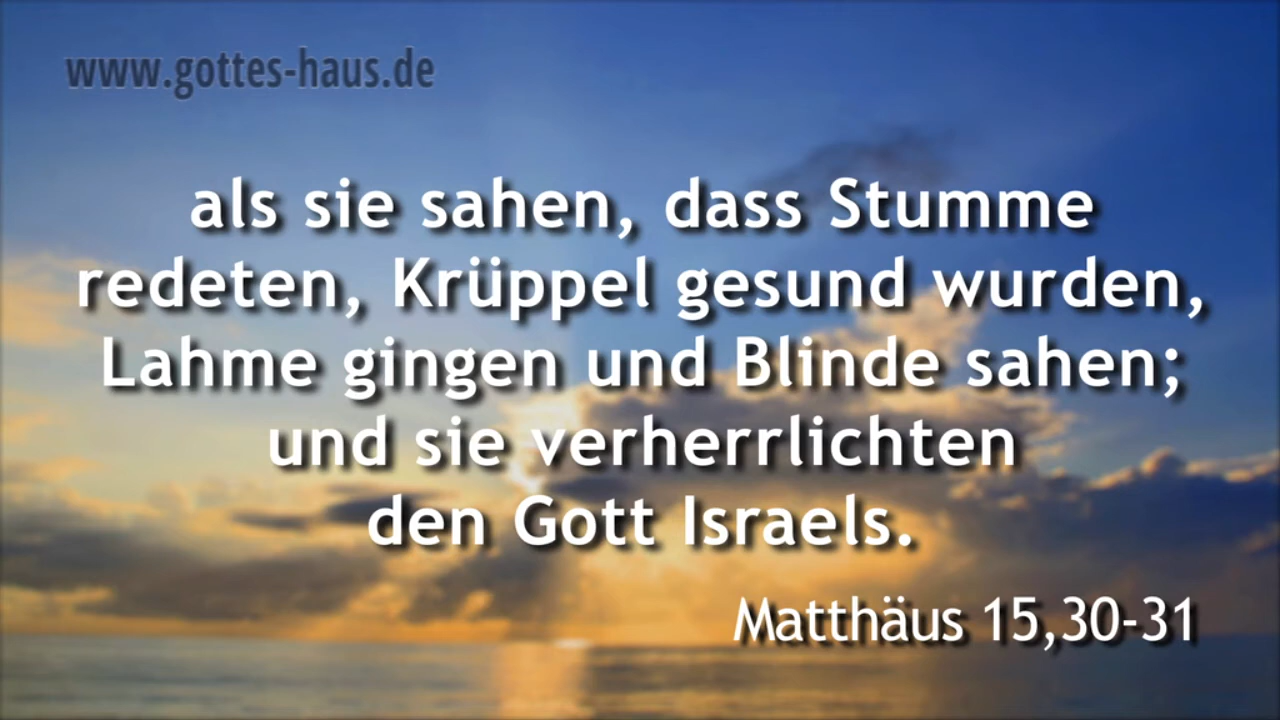 www.gottes-haus.de
als sie sahen, dass Stumme
redeten, Krüppel gesund wurden,
Lahme gingen und Blinde sahen;
und sie verherrlichten
den Gott Israels.
Matthäus 15,30-31